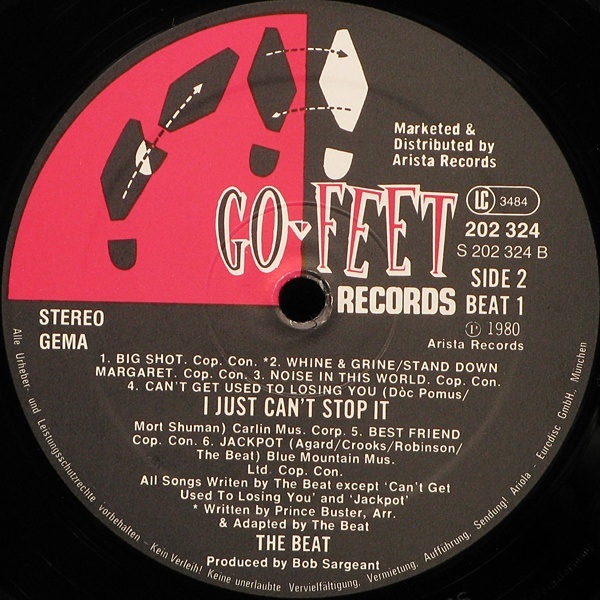 Marketed &
Distributed by
Arista Records
GO-FEET
RECORDS
LC 3484
202 324
S 202 324 B
SIDE 2
BEAT 1
Ⓟ 1980
Arista Records
STEREO
GEMA
1. BIG SHOT. Cop. Con. *2. WHINE & GRINE/STAND DOWN
MARGARET. Cop. Con. 3. NOISE IN THIS WORLD. Cop. Con.
4. CAN'T GET USED TO LOSING YOU (Dòc Pomus/
I JUST CAN'T STOP IT
Mort Shuman) Carlin Mus. Corp. 5. BEST FRIEND
Cop. Con. 6. JACKPOT (Agard/Crooks/Robinson/
The Beat) Blue Mountain Mus.
Ltd. Cop. Con.
All Songs Writen by The Beat except 'Can't Get
Used To Losing You' and 'Jackpot'
* Written by Prince Buster, Arr.
& Adapted by The Beat
THE BEAT
Produced by Bob Sargeant
Alle Urheber- und Leistungsschutzrechte vorbehalten - Kein Verleih! Keine unerlaubte Vervielfältigung, Vermietung, Aufführung, Sendung! Ariola - Eurodisc GmbH. München